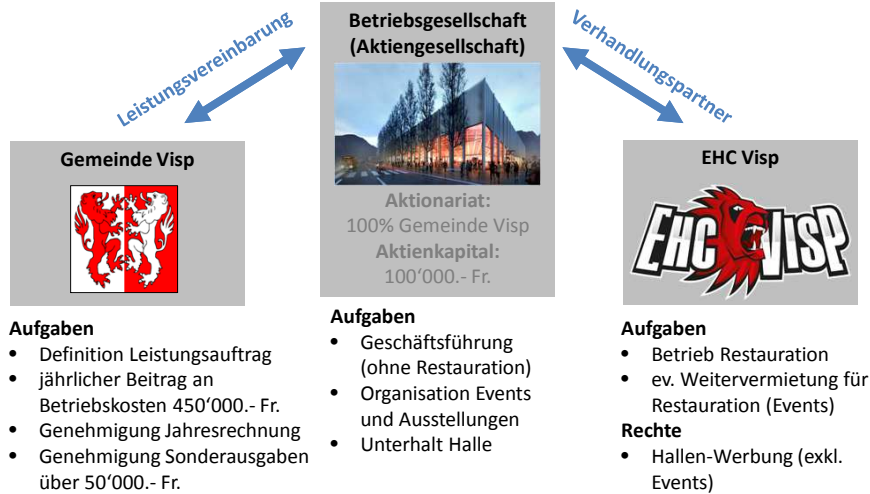 Leistungsvereinbarung
Betriebsgesellschaft
(Aktiengesellschaft)
Aktionariat:
100% Gemeinde Visp
Aktienkapital:
100‘000.- Fr.
Verhandlungspartner
Gemeinde Visp
EHC Visp
EHC VISP
Aufgaben
• Definition Leistungsauftrag
• jährlicher Beitrag an
Betriebskosten 450‘000.- Fr.
• Genehmigung Jahresrechnung
• Genehmigung Sonderausgaben
über 50‘000.- Fr.
Aufgaben
• Geschäftsführung
(ohne Restauration)
• Organisation Events
und Ausstellungen
• Unterhalt Halle
Aufgaben
• Betrieb Restauration
• ev. Weitervermietung für
Restauration (Events)
Rechte
• Hallen-Werbung (exkl.
Events)